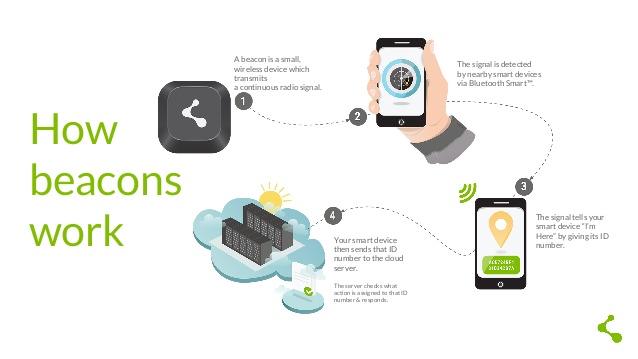 How
beacons
work
A beacon is a small,
wireless device which
transmits
a continuous radio signal.
1
2
The signal is detected
by nearby smart devices
via Bluetooth Smart™.
3
The signal tells your
smart device "I'm
Here" by giving its ID
number.
4
Your smart device
then sends that ID
number to the cloud
server.
The server checks what
action is assigned to that ID
number & responds.